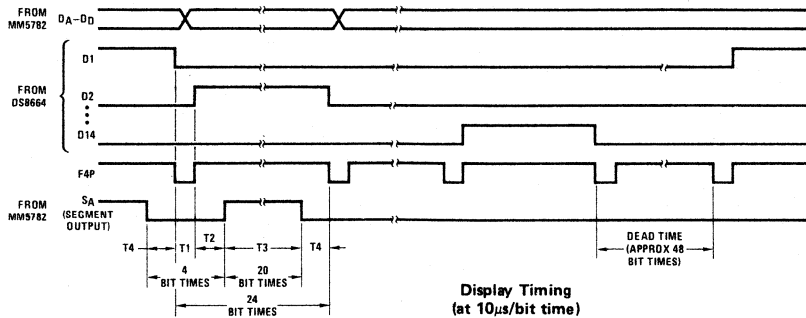 FROM
MM5782
DA-DD
D1
FROM
DS8664
D2
D14
F4P
FROM
MM5782
SA
(SEGMENT
OUTPUT)
T4
T1
T2
T3
T4
DEAD TIME
(APPROX 48
BIT TIMES)
4
BIT TIMES
20
BIT TIMES
24
BIT TIMES
Display Timing
(at 10μs/bit time)